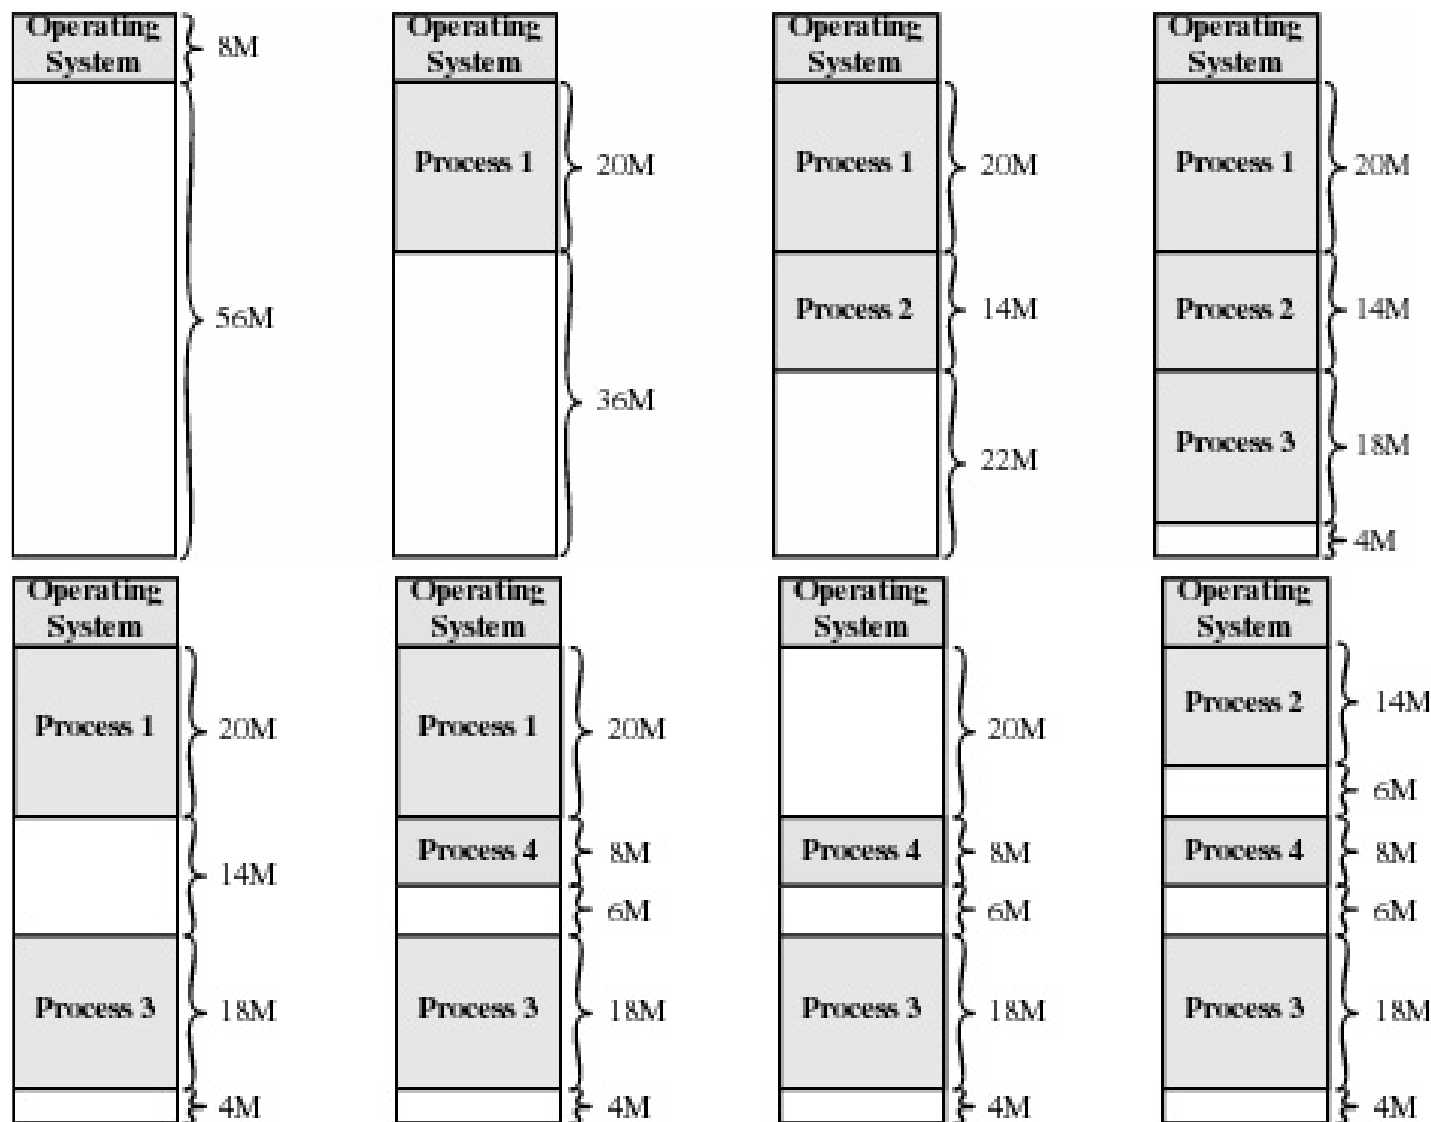 Operating
System
8M
56M
Operating
System
Process 1
20M
36M
Operating
System
Process 1
20M
Process 2
14M
22M
Operating
System
Process 1
20M
Process 2
14M
Process 3
18M
4M
Operating
System
Process 1
20M
14M
Process 3
18M
4M
Operating
System
Process 1
20M
Process 4
8M
6M
Process 3
18M
4M
Operating
System
20M
Process 4
8M
6M
Process 3
18M
4M
Operating
System
Process 2
14M
6M
Process 4
8M
6M
Process 3
18M
4M